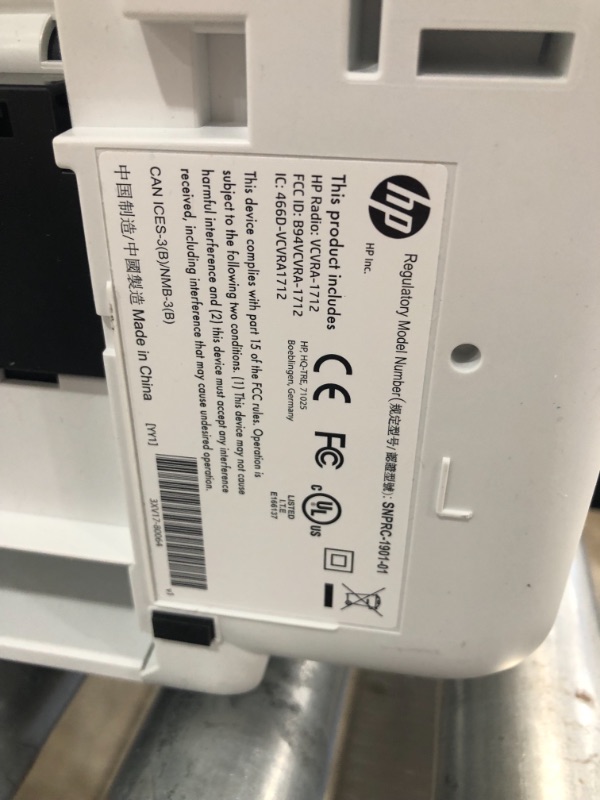 hp
Regulatory Model Number(规定型号/認證型號): SNPRC-1901-01
HP Inc.
This product includes
HP Radio: VCVRA-1712
FCC ID: B94VCVRA-1712
IC: 466D-VCVRA1712
CE FC C UL US
LISTED
I.T.E
E166137
HP, HQ-TRE, 71025
Boeblingen, Germany
This device complies with part 15 of the FCC rules. Operation is
subject to the following two conditions. (1) This device may not cause
harmful interference and (2) this device must accept any interference
received, including interference that may cause undesired operation.
CAN ICES-3(B)/NMB-3(B)
中国制造/中國製造 Made in China
[YY1]
3XV17-80064